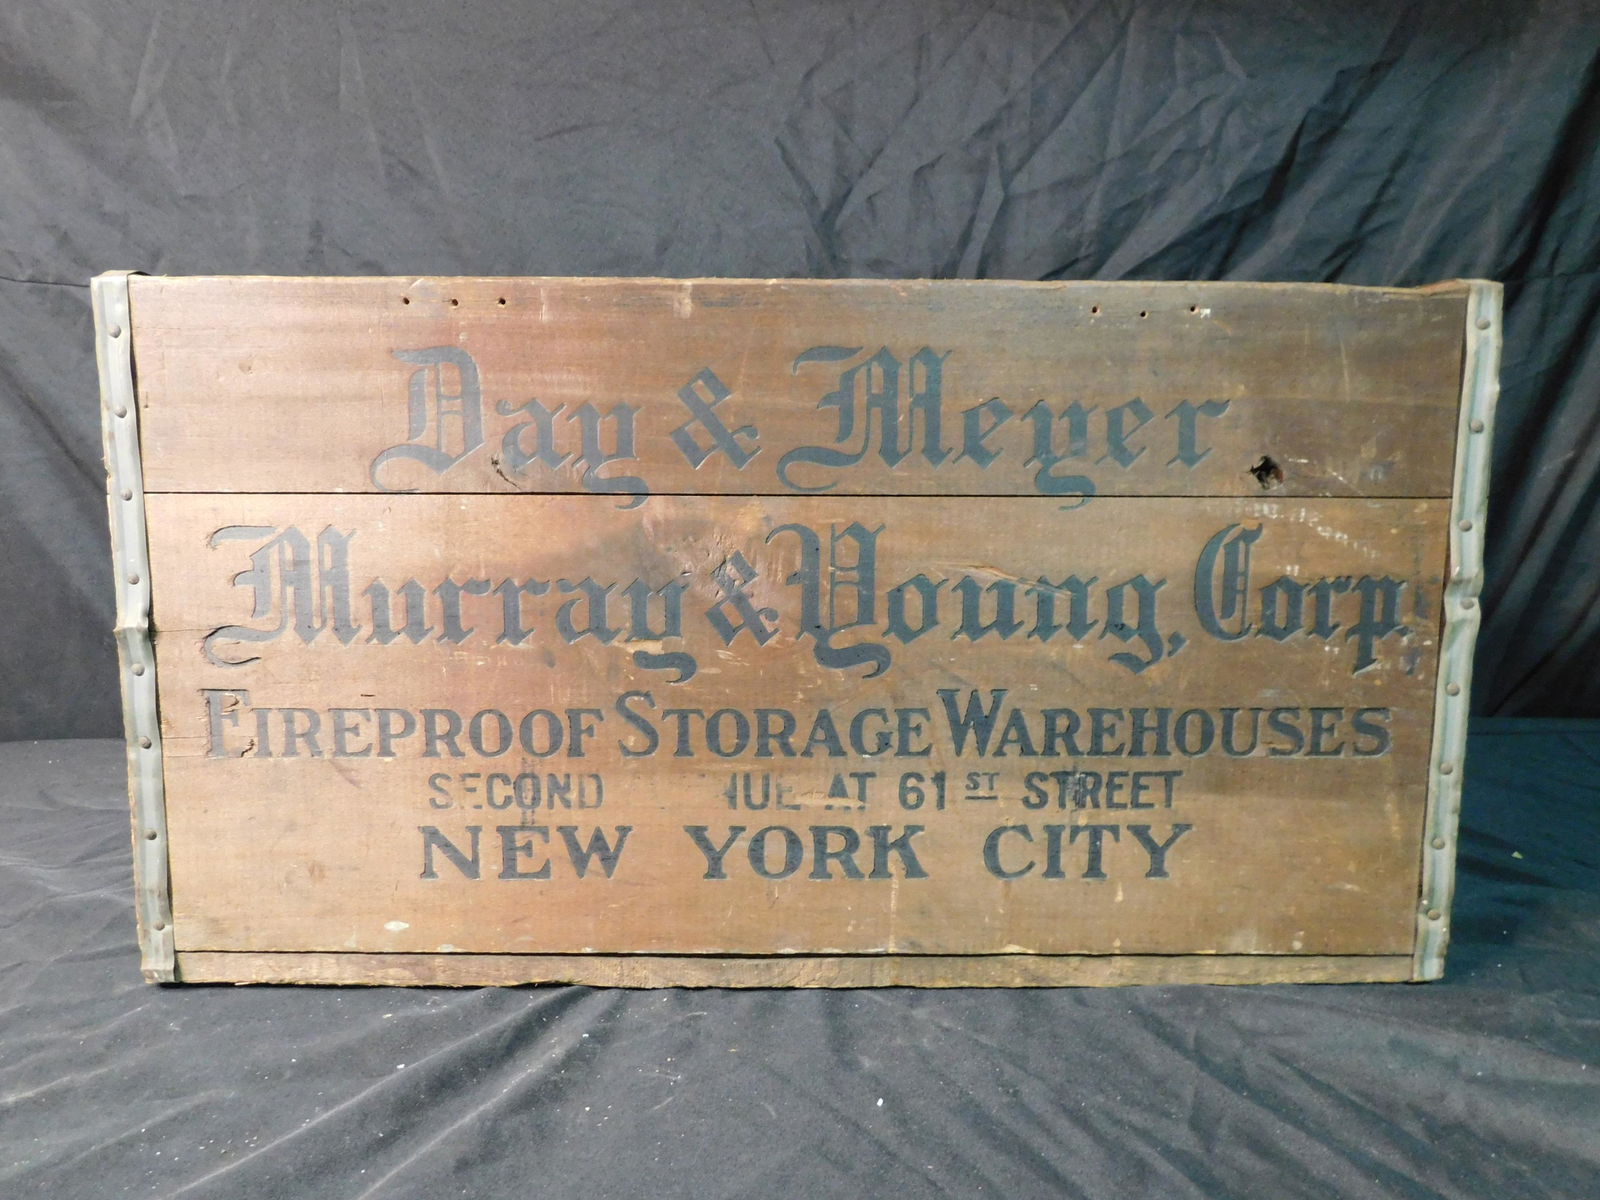 Day & Meyer
Murray & Young, Corp.
FIREPROOF STORAGE WAREHOUSES
SECOND AT 61ST STREET
NEW YORK CITY